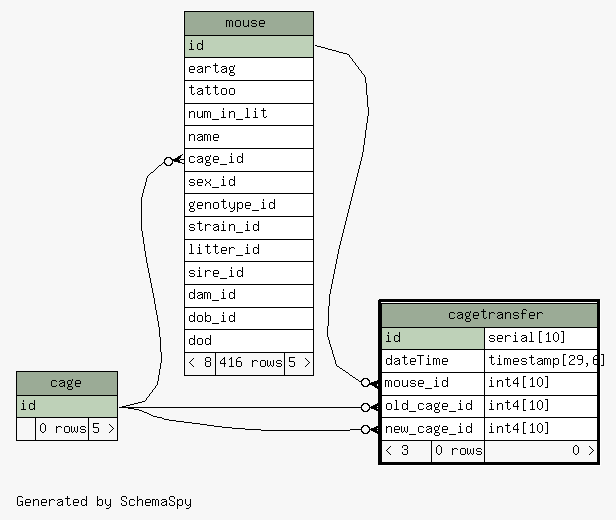 mouse
id
eartag
tattoo
num_in_lit
name
cage_id
sex_id
genotype_id
strain_id
litter_id
sire_id
dam_id
dob_id
dod
< 8 416 rows 5 >
cage
id
0 rows 5 >
cagetransfer
id serial[10]
dateTime timestamp[29,6]
mouse_id int4[10]
old_cage_id int4[10]
new_cage_id int4[10]
< 3 0 rows 0 >
Generated by SchemaSpy